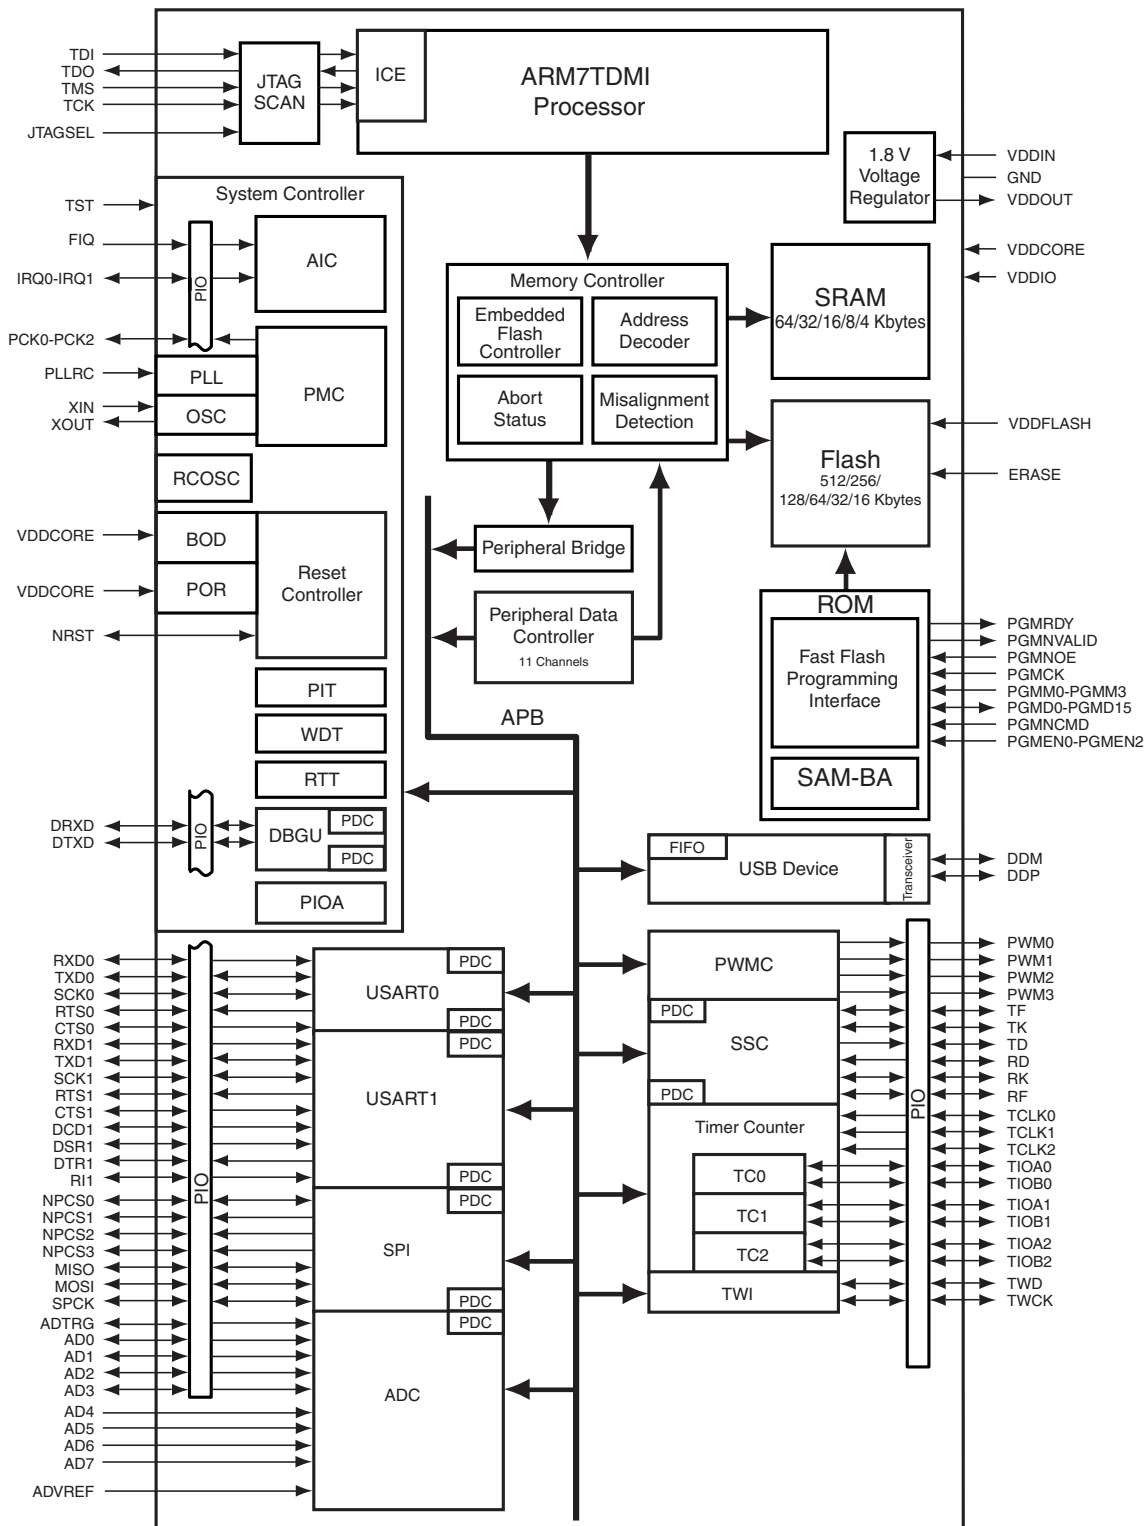 TDI
TDO
TMS
TCK
JTAGSEL
JTAG
SCAN
ICE
ARM7TDMI
Processor
1.8 V
Voltage
Regulator
VDDIN
GND
VDDOUT
VDDCORE
VDDIO
System Controller
TST
FIQ
IRQ0-IRQ1
PCK0-PCK2
PLLRC
XIN
XOUT
PIO
AIC
PMC
PLL
OSC
RCOSC
VDDCORE
VDDCORE
NRST
BOD
POR
Reset
Controller
PIT
WDT
RTT
DRXD
DTXD
PIO
DBGU
PDC
PDC
PIOA
Memory Controller
Embedded
Flash
Controller
Address
Decoder
Abort
Status
Misalignment
Detection
SRAM
64/32/16/8/4 Kbytes
Flash
512/256/
128/64/32/16 Kbytes
VDDFLASH
ERASE
Peripheral Bridge
Peripheral Data
Controller
11 Channels
APB
ROM
Fast Flash
Programming
Interface
SAM-BA
PGMRDY
PGMNVALID
PGMNOE
PGMCK
PGMM0-PGMM3
PGMD0-PGMD15
PGMNCMD
PGMEN0-PGMEN2
FIFO
USB Device
Transceiver
DDM
DDP
RXD0
TXD0
SCK0
RTS0
CTS0
RXD1
TXD1
SCK1
RTS1
CTS1
DCD1
DSR1
DTR1
RI1
NPCS0
NPCS1
NPCS2
NPCS3
MISO
MOSI
SPCK
ADTRG
AD0
AD1
AD2
AD3
AD4
AD5
AD6
AD7
ADVREF
PIO
PDC
USART0
PDC
PDC
USART1
PDC
PDC
SPI
PDC
PDC
ADC
PWMC
PDC
SSC
PDC
Timer Counter
TC0
TC1
TC2
TWI
PIO
PWM0
PWM1
PWM2
PWM3
TF
TK
TD
RD
RK
RF
TCLK0
TCLK1
TCLK2
TIOA0
TIOB0
TIOA1
TIOB1
TIOA2
TIOB2
TWD
TWCK